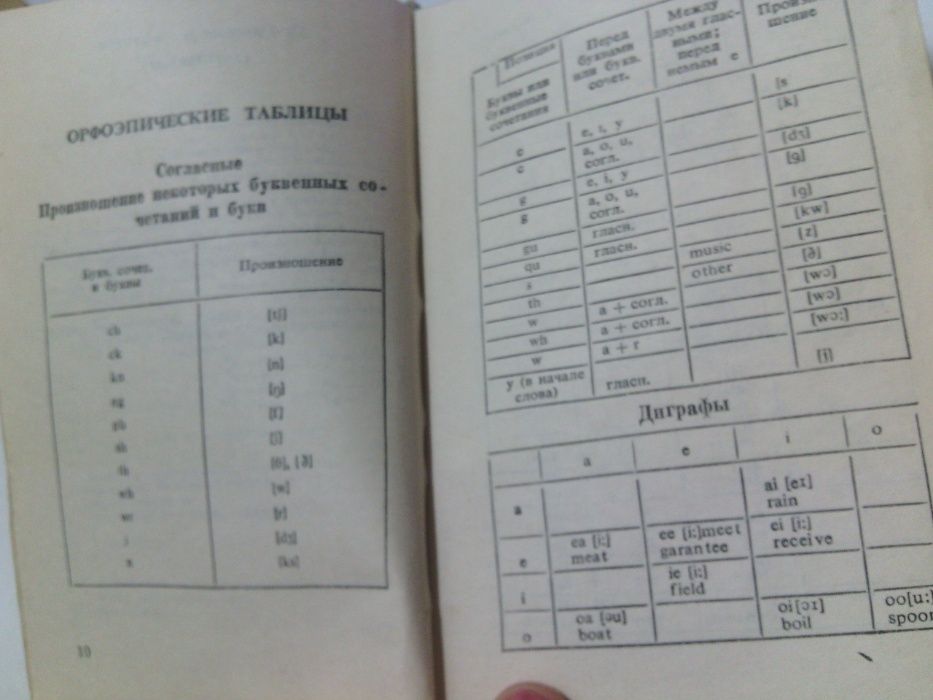 ОРФОЭПИЧЕСКИЕ ТАБЛИЦЫ
Согласные
Произношение некоторых буквенных со-
четаний и букв
Букв. сочет. и буквы Произношение
ch [tʃ]
ck [k]
kn [n]
ng [ŋ]
ph [f]
sh [ʃ]
th [θ], [ð]
wh [w]
wr [r]
j [dʒ]
x [ks]
10
Позиция
Буквы или
буквенные
сочетания
Перед
буквами
или букв.
сочет.
Между
двумя глас-
ными;
перед
немым e
Произно-
шение
c e, i, y [s
c a, o, u, согл. [k]
g e, i, y [dʒ]
g a, o, u, согл. [g]
gu гласн. [g]
qu гласн. [kw]
s music [z]
th other [ð]
w a + согл. [wɔ]
wh a + согл. [wɔ]
w a + r [wɔ:]
y (в начале слова) гласн. [j]
Диграфы
a e i o
a ai [eɪ] rain
e ea [i:] meat ee [i:] meet garantee ei [i:] receive
i ie [i:] field
o oa [əu] boat oi [ɔɪ] boil oo[u:] spoon